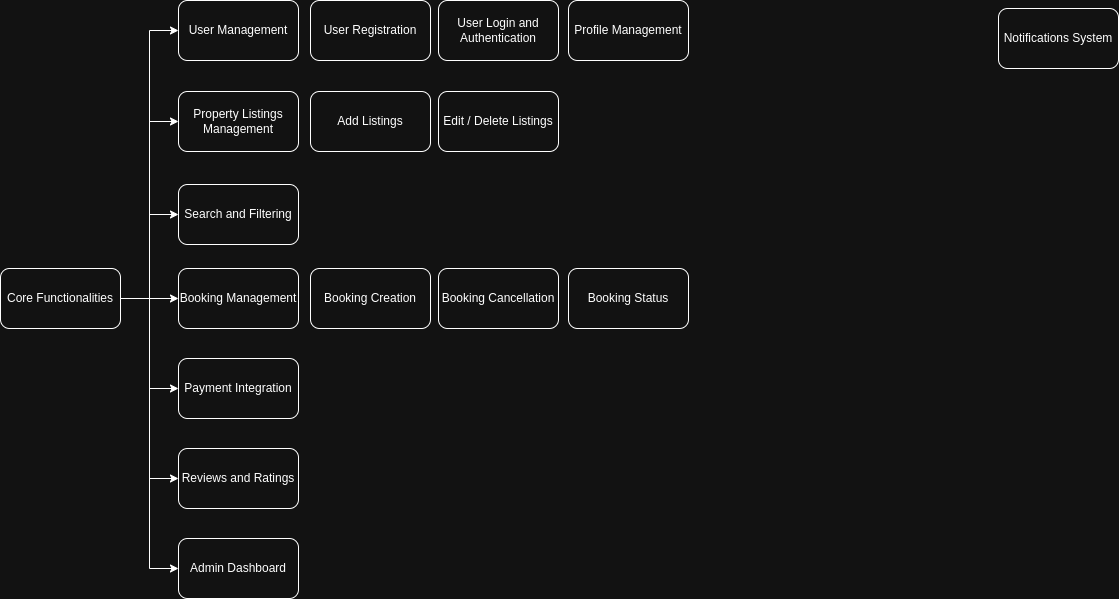 User Management
User Registration
User Login and
Authentication
Profile Management
Notifications System
Property Listings
Management
Add Listings
Edit / Delete Listings
Search and Filtering
Core Functionalities
Booking Management
Booking Creation
Booking Cancellation
Booking Status
Payment Integration
Reviews and Ratings
Admin Dashboard